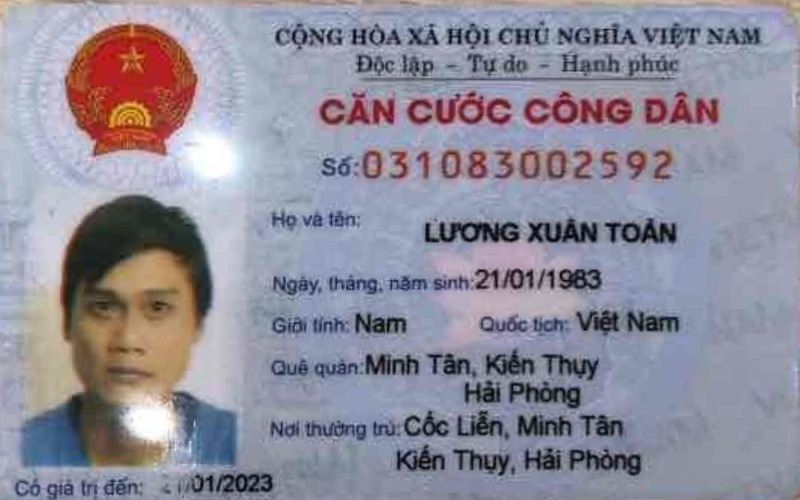 CỘNG HÒA XÃ HỘI CHỦ NGHĨA VIỆT NAM
Độc lập - Tự do - Hạnh phúc
CĂN CƯỚC CÔNG DÂN
Số: 031083002592
Họ và tên:
LƯƠNG XUÂN TOẢN
Ngày, tháng, năm sinh: 21/01/1983
Giới tính: Nam Quốc tịch: Việt Nam
Quê quán: Minh Tân, Kiến Thụy
Hải Phòng
Nơi thường trú: Cốc Liễn, Minh Tân
Kiến Thụy, Hải Phòng
Có giá trị đến: /01/2023